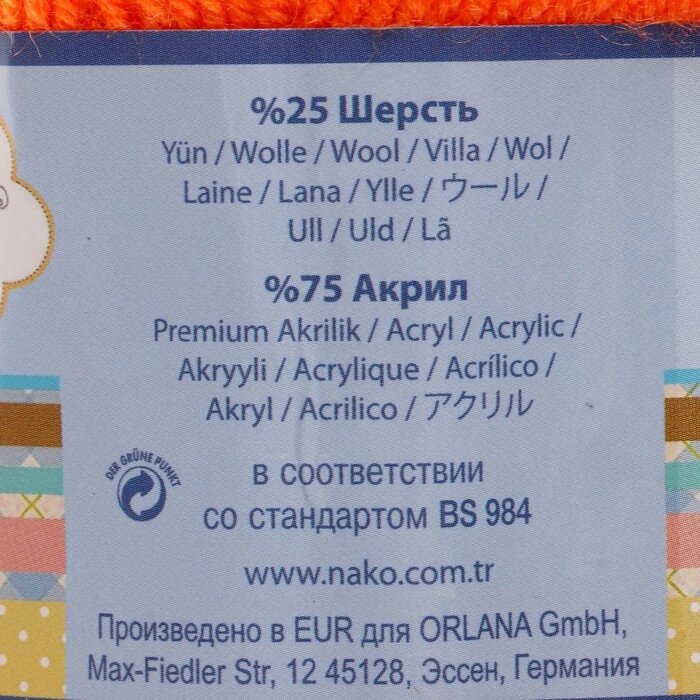 %25 Шерсть
Yün / Wolle / Wool / Villa / Wol /
Laine / Lana / Ylle / ウール /
Ull / Uld / Lã
%75 Акрил
Premium Akrilik / Acryl / Acrylic /
Akryyli / Acrylique / Acrílico /
Akryl / Acrilico / アクリル
DER GRÜNE PUNKT
в соответствии
со стандартом BS 984
www.nako.com.tr
Произведено в EUR для ORLANA GmbH,
Max-Fiedler Str, 12 45128, Эссен, Германия